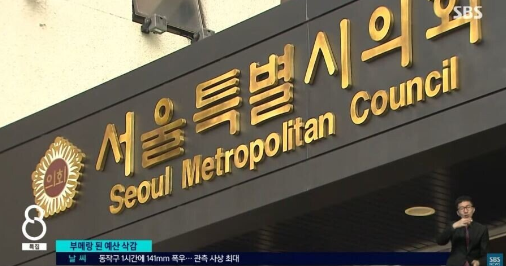 SBS
서울특별시의회
Seoul Metropolitan Council
의회
8
특집
부메랑 된 예산 삭감
날 씨 동작구 1시간에 141mm 폭우… 관측 사상 최대
SBS